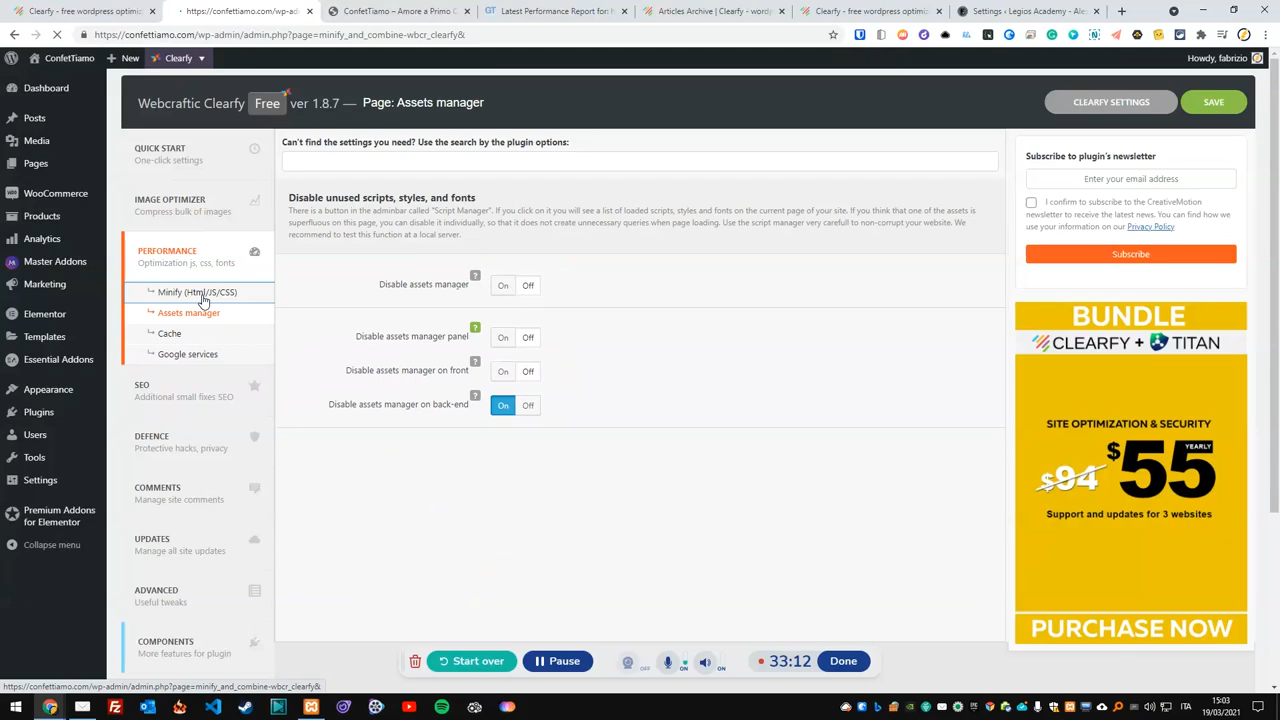 Clearfy - free wordpress optimi
https://confettiamo.com/wp-adm
ConfetTiamo – Amore a Primo C
GT Latest Performance Report for h
Articles Archive | Clearfy - wordp
Clearfy - free wordpress optimi
Settings ‹ Legios Academy - Ales
https://confettiamo.com/wp-admin/admin.php?page=minify_and_combine-wbcr_clearfy&
ConfetTiamo
New
Clearfy
Howdy, fabrizio
Dashboard
Posts
Media
Pages
WooCommerce
Products
Analytics
Master Addons
Marketing
Elementor
Templates
Essential Addons
Appearance
Plugins
Users
Tools
Settings
Premium Addons
for Elementor
Collapse menu
Webcraftic Clearfy Free ver 1.8.7 — Page: Assets manager
CLEARFY SETTINGS
SAVE
QUICK START
One-click settings
IMAGE OPTIMIZER
Compress bulk of images
PERFORMANCE
Optimization js, css, fonts
Minify (Html/JS/CSS)
Assets manager
Cache
Google services
SEO
Additional small fixes SEO
DEFENCE
Protective hacks, privacy
COMMENTS
Manage site comments
UPDATES
Manage all site updates
ADVANCED
Useful tweaks
COMPONENTS
More features for plugin
Can't find the settings you need? Use the search by the plugin options:
Disable unused scripts, styles, and fonts
There is a button in the adminbar called "Script Manager". If you click on it you will see a list of loaded scripts, styles and fonts on the current page of your site. If you think that one of the assets is
superfluous on this page, you can disable it individually, so that it does not create unnecessary queries when page loading. Use the script manager very carefully to non-corrupt your website. We
recommend to test this function at a local server.
Disable assets manager ? On Off
Disable assets manager panel ? On Off
Disable assets manager on front ? On Off
Disable assets manager on back-end ? On Off
Subscribe to plugin's newsletter
Enter your email address
I confirm to subscribe to the CreativeMotion
newsletter to receive the latest news. You can find how we
use your information on our Privacy Policy
Subscribe
BUNDLE
CLEARFY + TITAN
SITE OPTIMIZATION & SECURITY
$94 $55 YEARLY
Support and updates for 3 websites
PURCHASE NOW
Start over
Pause
OFF
ON
ON
33:12
Done
https://confettiamo.com/wp-admin/admin.php?page=minify_and_combine-wbcr_clearfy&
ITA
15:03
19/03/2021